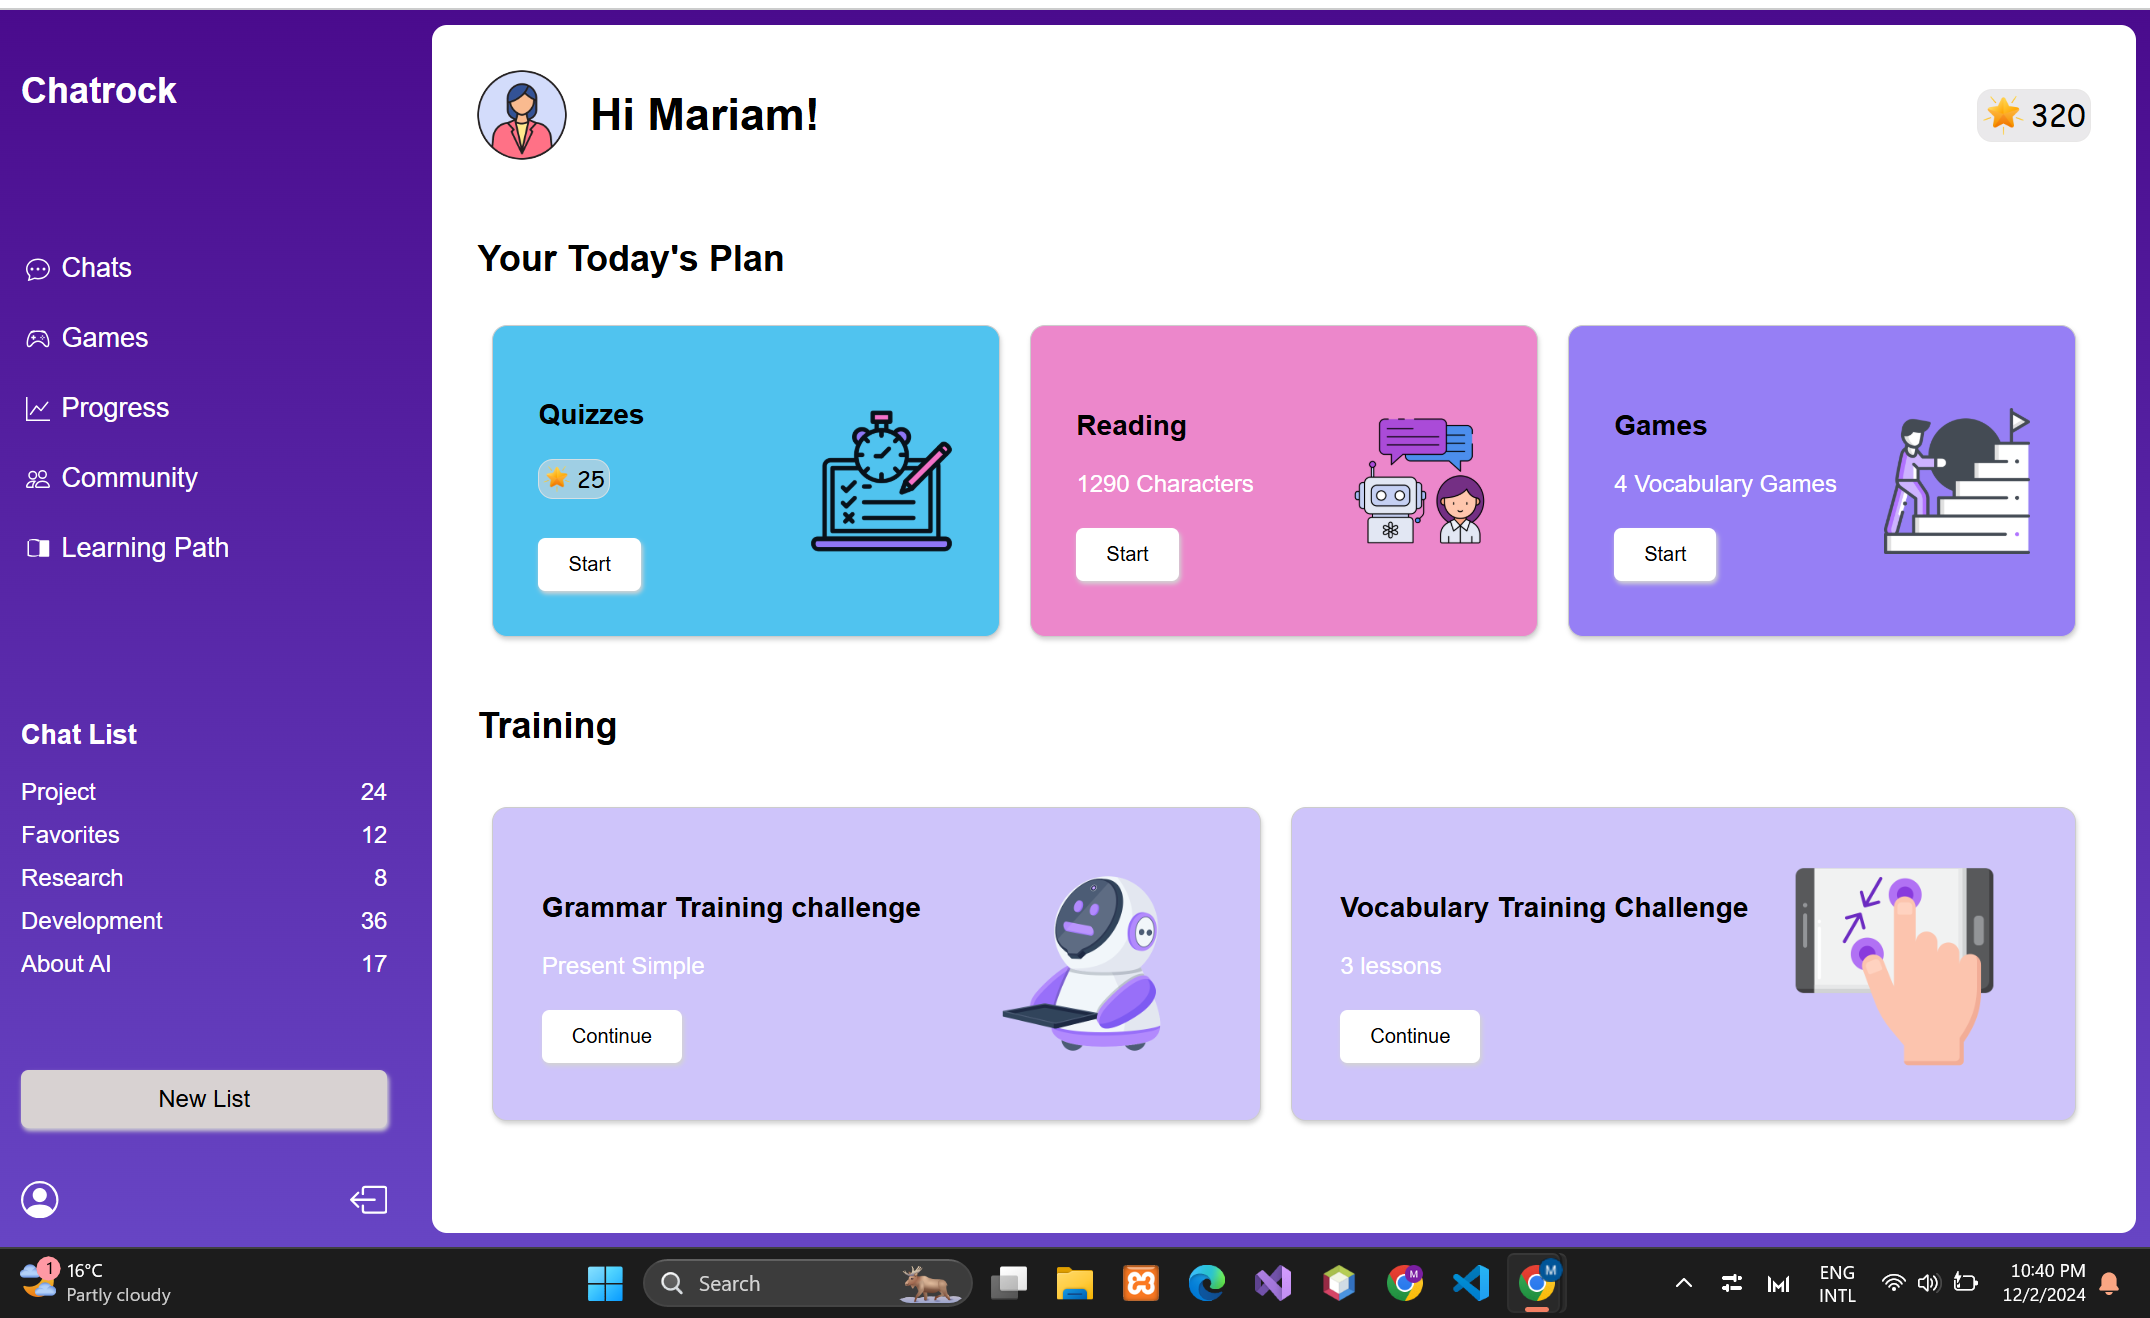 Chatrock
Chats
Games
Progress
Community
Learning Path
Chat List
Project 24
Favorites 12
Research 8
Development 36
About AI 17
New List
Hi Mariam!
320
Your Today's Plan
Quizzes
25
Start
Reading
1290 Characters
Start
Games
4 Vocabulary Games
Start
Training
Grammar Training challenge
Present Simple
Continue
Vocabulary Training Challenge
3 lessons
Continue
1
16°C
Partly cloudy
Search
M
M
ENG
INTL
10:40 PM
12/2/2024